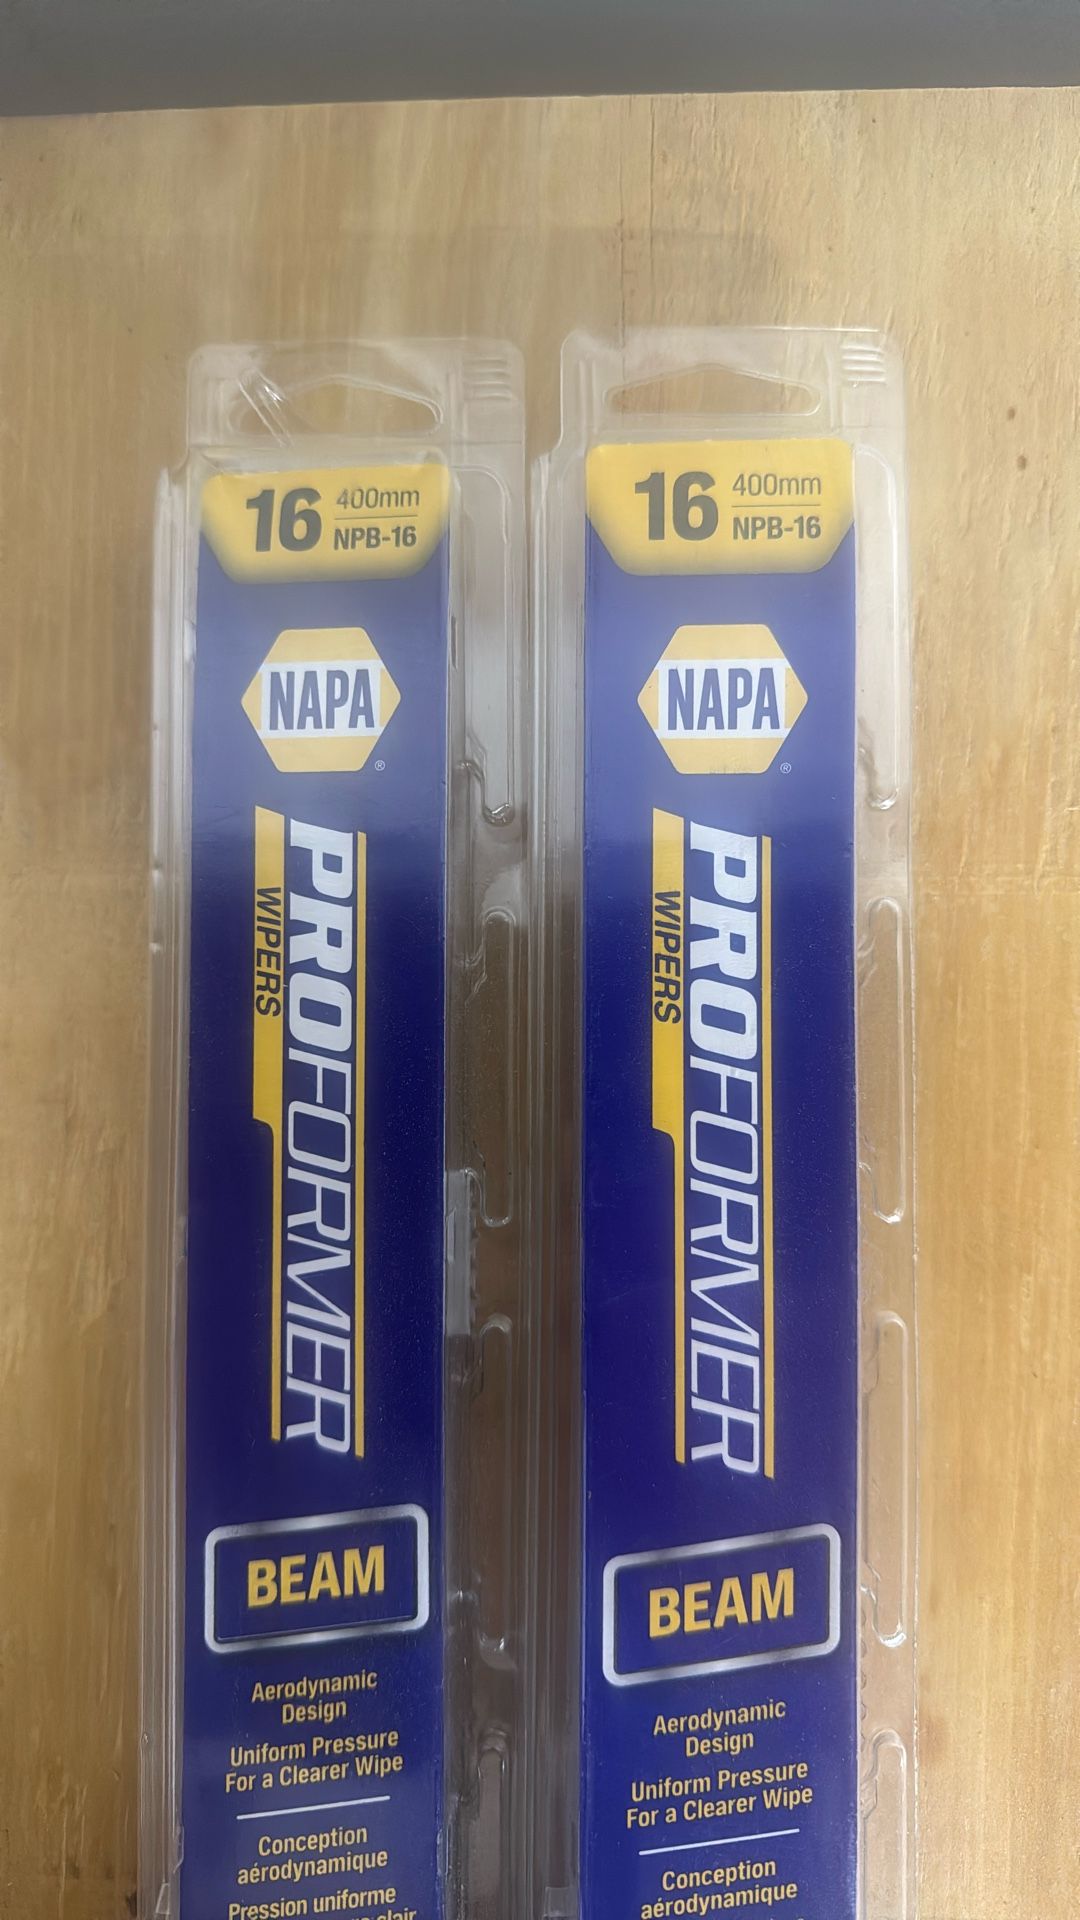 16 400mm
NPB-16
NAPA
®
PROFORMER
WIPERS
BEAM
Aerodynamic
Design
Uniform Pressure
For a Clearer Wipe
Conception
aérodynamique
Pression uniforme
clair
16 400mm
NPB-16
NAPA
®
PROFORMER
WIPERS
BEAM
Aerodynamic
Design
Uniform Pressure
For a Clearer Wipe
Conception
aérodynamique